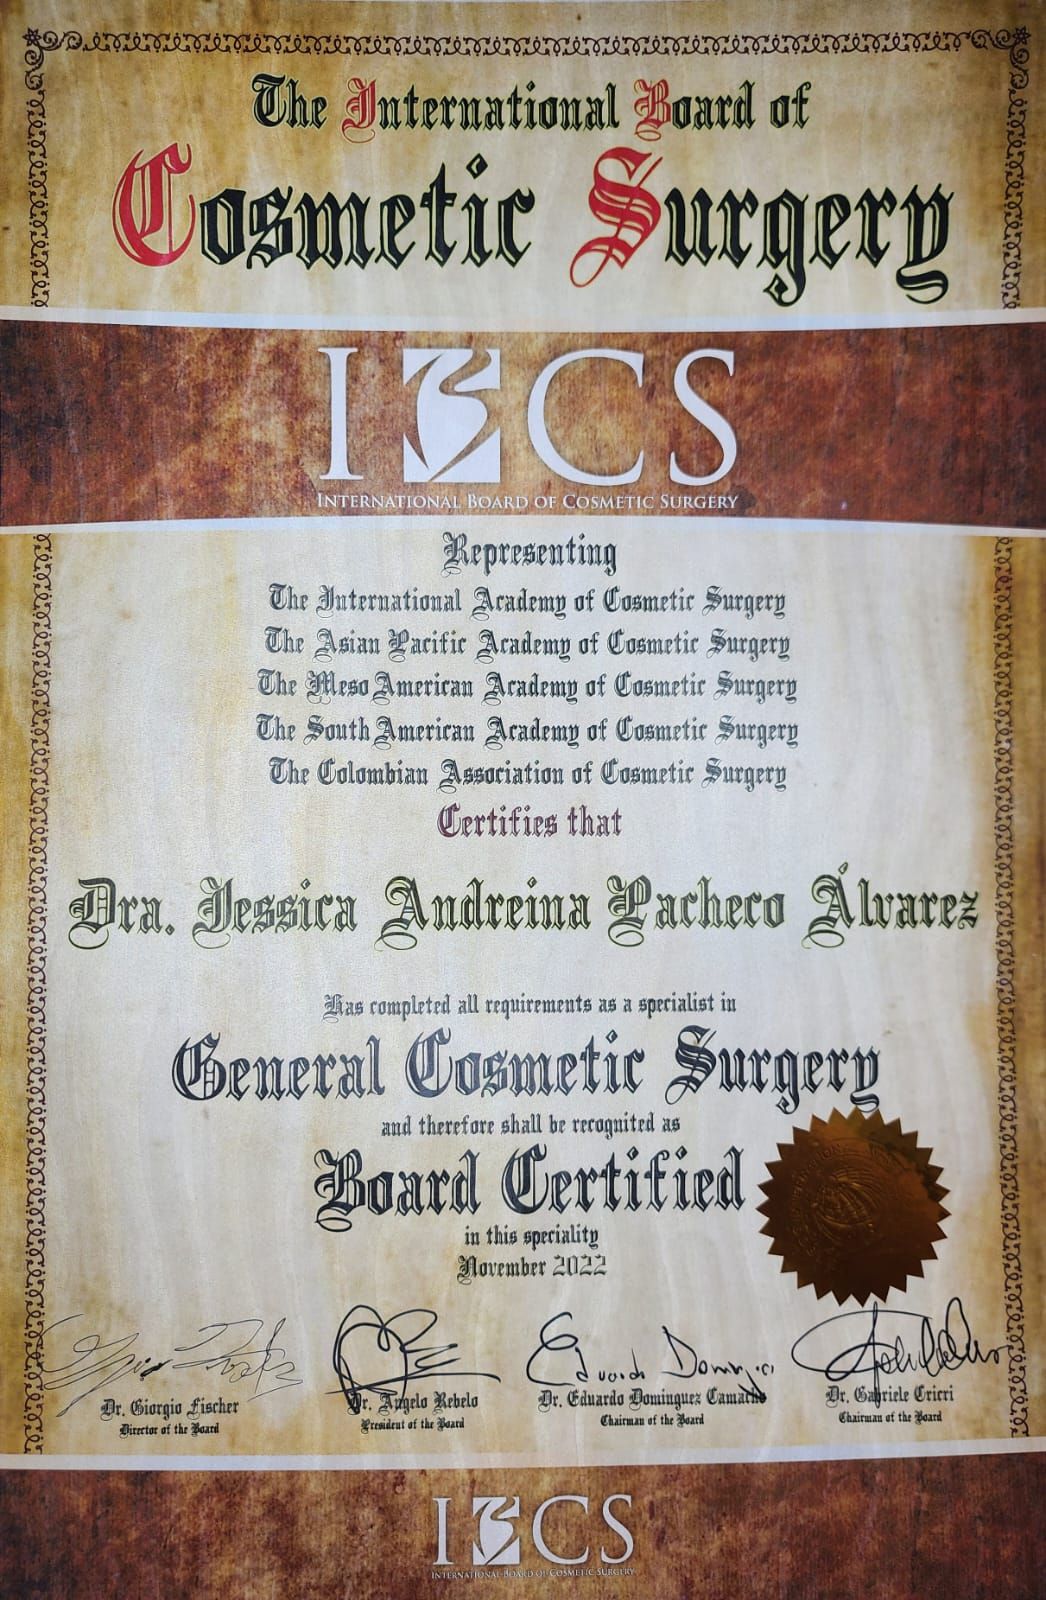 The International Board of
Cosmetic Surgery
IBCS
INTERNATIONAL BOARD OF COSMETIC SURGERY
Representing
The International Academy of Cosmetic Surgery
The Asian Pacific Academy of Cosmetic Surgery
The Meso American Academy of Cosmetic Surgery
The South American Academy of Cosmetic Surgery
The Colombian Association of Cosmetic Surgery
Certifies that
Dra. Jessica Andreina Pacheco Álvarez
Has completed all requirements as a specialist in
General Cosmetic Surgery
and therefore shall be recognited as
Board Certified
in this speciality
November 2022
Eduardo Domínguez
Dr. Giorgio Fischer
Director of the Board
Dr. Angelo Rebelo
President of the Board
Dr. Eduardo Dominguez Camacho
Chairman of the Board
Dr. Gabriele Cricri
Chairman of the Board
IBCS
INTERNATIONAL BOARD OF COSMETIC SURGERY